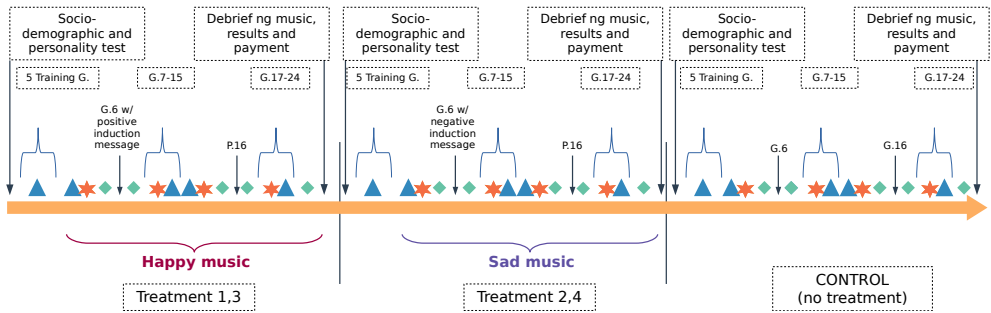 Socio-
demographic and
personality test
Debrief ng music,
results and
payment
5 Training G.
G.7-15
G.17-24
G.6 w/
positive
induction
message
P.16
Happy music
Treatment 1,3
Socio-
demographic and
personality test
Debrief ng music,
results and
payment
5 Training G.
G.7-15
G.17-24
G.6 w/
negative
induction
message
P.16
Sad music
Treatment 2,4
Socio-
demographic and
personality test
Debrief ng music,
results and
payment
5 Training G.
G.7-15
G.17-24
G.6
G.16
CONTROL
(no treatment)